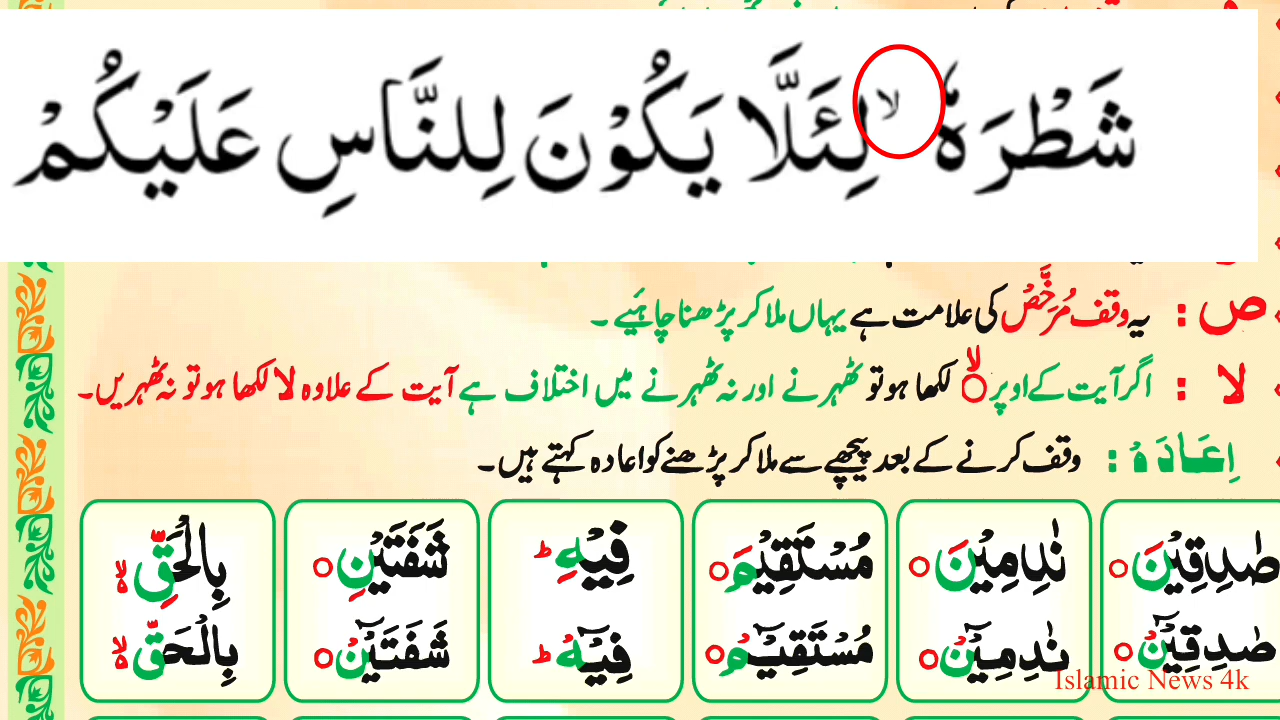 شَطْرَهٗ ۙ لِئَلَّا يَكُوْنَ لِلنَّاسِ عَلَيْكُمْ
ص : یہ وقف مُرَخَّصْ کی علامت ہے یہاں ملا کر پڑھنا چاہئیے ۔
لا : اگر آیت کے اوپر لا لکھا ہو تو ٹھہرنے اور نہ ٹھہرنے میں اختلاف ہے آیت کے علاوہ لا لکھا ہو تو نہ ٹھہریں۔
اِعَادَہْ : وقف کرنے کے بعد پیچھے سے ملا کر پڑھنے کو اعادہ کہتے ہیں۔
صٰدِقِيْنَ ○ نٰدِمِيْنَ ○ مُسْتَقِيْمَ ○ فِيْهِ ؕ شَفَتَيْنِ ○ بِالْحَقِّ ۙ
صٰدِقِيْنْ ○ نٰدِمِيْنْ ○ مُسْتَقِيْمْ ○ فِيْهْ ؕ شَفَتَيْنْ ○ بِالْحَقّْ ۙ
Islamic News 4k